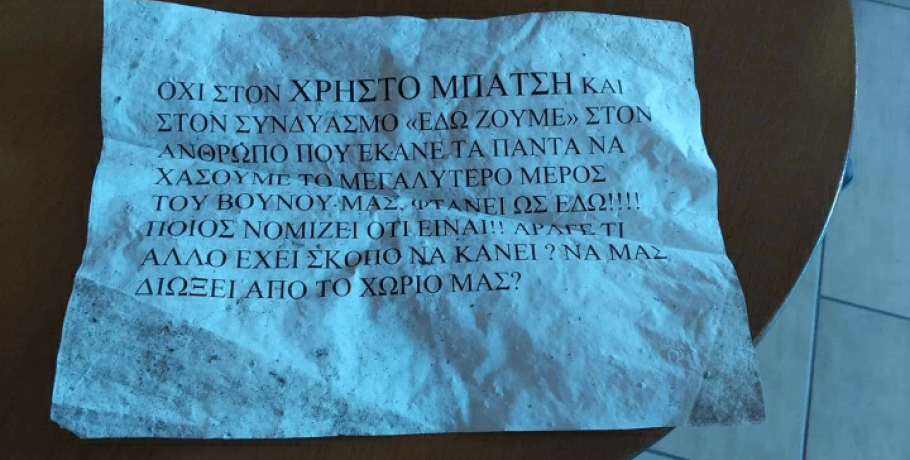 ΟΧΙ ΣΤΟΝ ΧΡΗΣΤΟ ΜΠΑΤΣΗ ΚΑΙ
ΣΤΟΝ ΣΥΝΔΥΑΣΜΟ «ΕΔΩ ΖΟΥΜΕ» ΣΤΟΝ
ΑΝΘΡΩΠΟ ΠΟΥ ΕΚΑΝΕ ΤΑ ΠΑΝΤΑ ΝΑ
ΧΑΣΟΥΜΕ ΤΟ ΜΕΓΑΛΥΤΕΡΟ ΜΕΡΟΣ
ΤΟΥ ΒΟΥΝΟΥ ΜΑΣ. ΦΤΑΝΕΙ ΩΣ ΕΔΩ!!!!
ΠΟΙΟΣ ΝΟΜΙΖΕΙ ΟΤΙ ΕΙΝΑΙ!! ΑΡΑΓΕ ΤΙ
ΑΛΛΟ ΕΧΕΙ ΣΚΟΠΟ ΝΑ ΚΑΝΕΙ ? ΝΑ ΜΑΣ
ΔΙΩΞΕΙ ΑΠΟ ΤΟ ΧΩΡΙΟ ΜΑΣ?